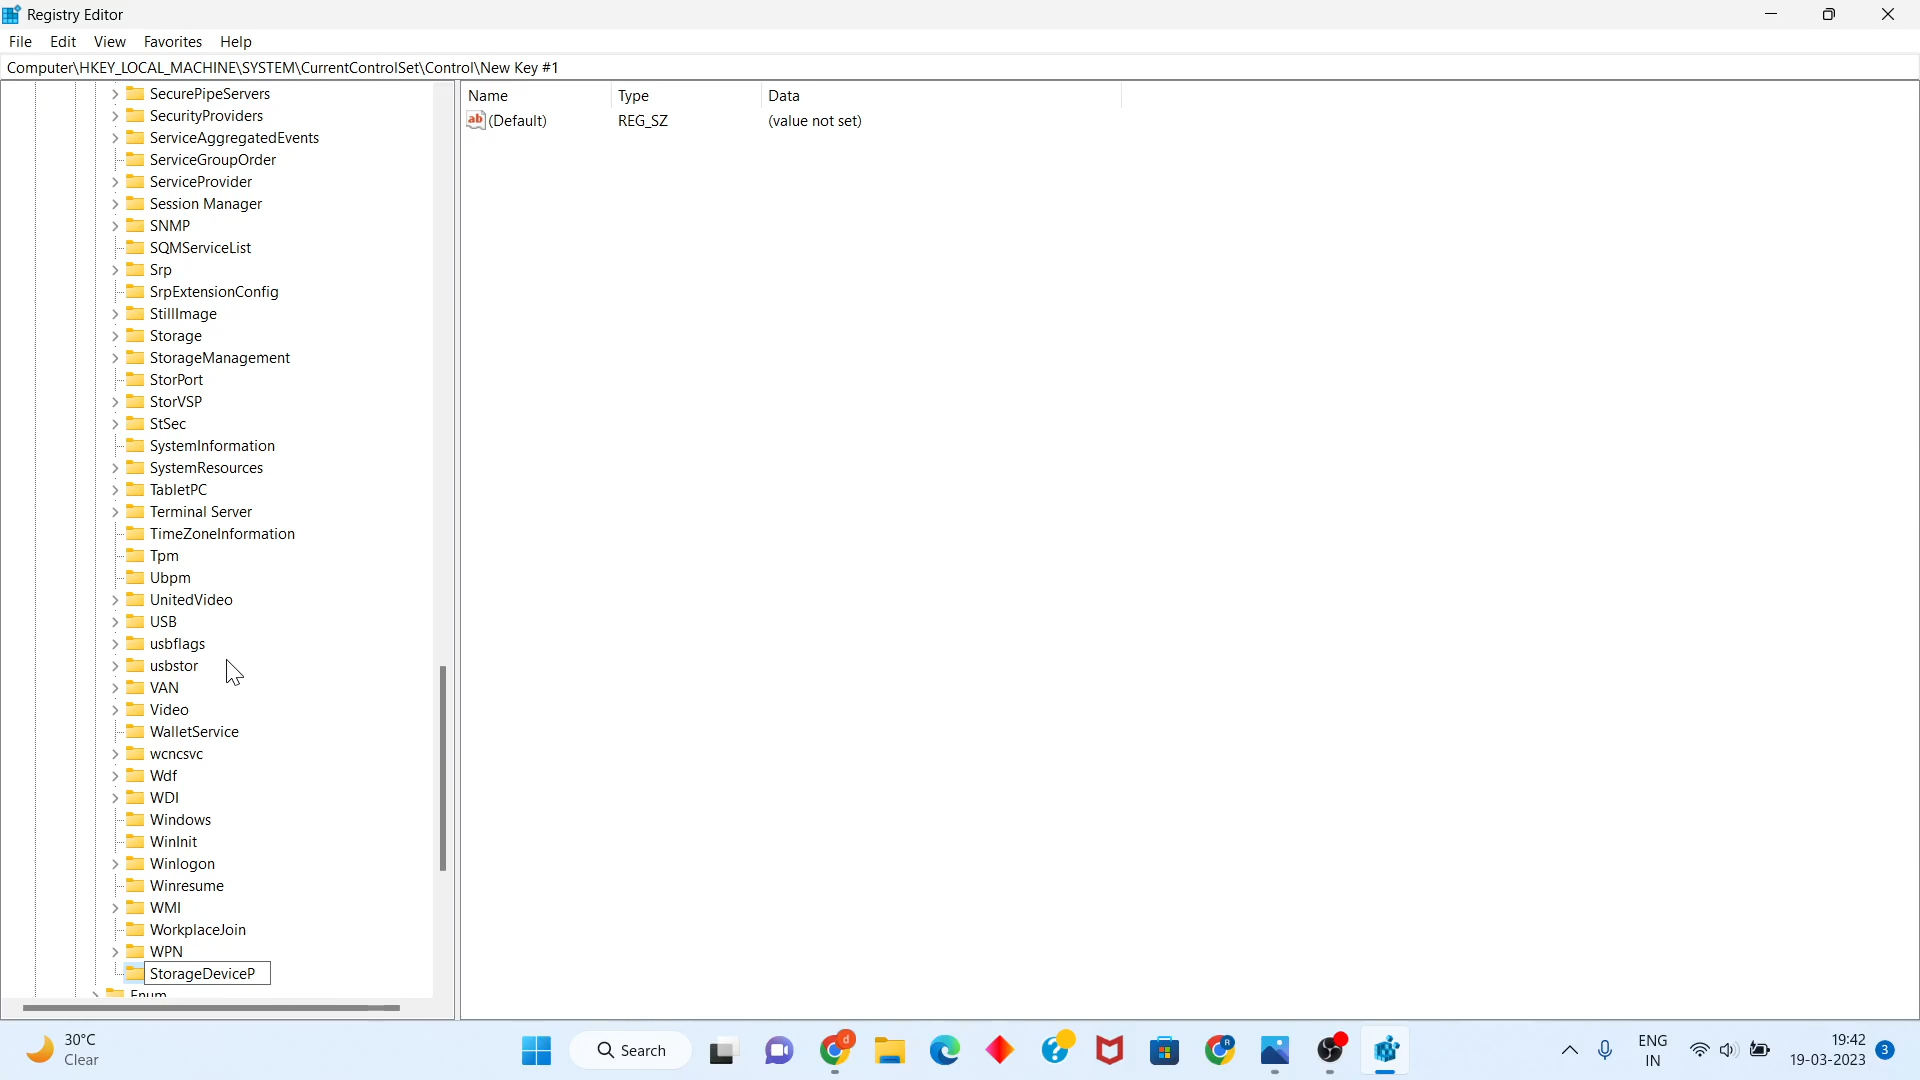 Registry Editor
File Edit View Favorites Help
Computer\HKEY_LOCAL_MACHINE\SYSTEM\CurrentControlSet\Control\New Key #1
SecurePipeServers
SecurityProviders
ServiceAggregatedEvents
ServiceGroupOrder
ServiceProvider
Session Manager
SNMP
SQMServiceList
Srp
SrpExtensionConfig
StillImage
Storage
StorageManagement
StorPort
StorVSP
StSec
SystemInformation
SystemResources
TabletPC
Terminal Server
TimeZoneInformation
Tpm
Ubpm
UnitedVideo
USB
usbflags
usbstor
VAN
Video
WalletService
wcncsvc
Wdf
WDI
Windows
WinInit
Winlogon
Winresume
WMI
WorkplaceJoin
WPN
StorageDeviceP
Enum
Name Type Data
ab (Default) REG_SZ (value not set)
30°C
Clear
Search
d
R
ENG
IN
19:42
19-03-2023
3